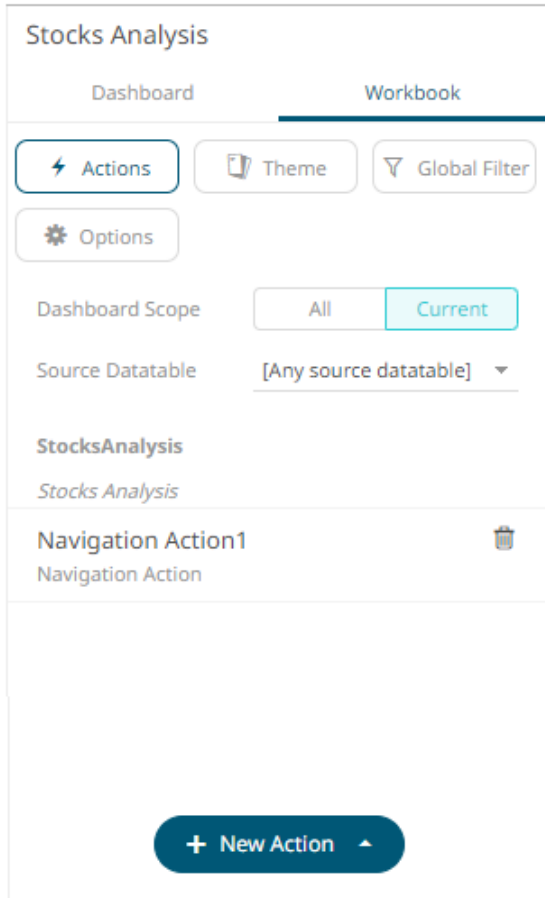 Stocks Analysis
Dashboard Workbook
Actions Theme Global Filter
Options
Dashboard Scope All Current
Source Datatable [Any source datatable]
StocksAnalysis
Stocks Analysis
Navigation Action1
Navigation Action
+ New Action